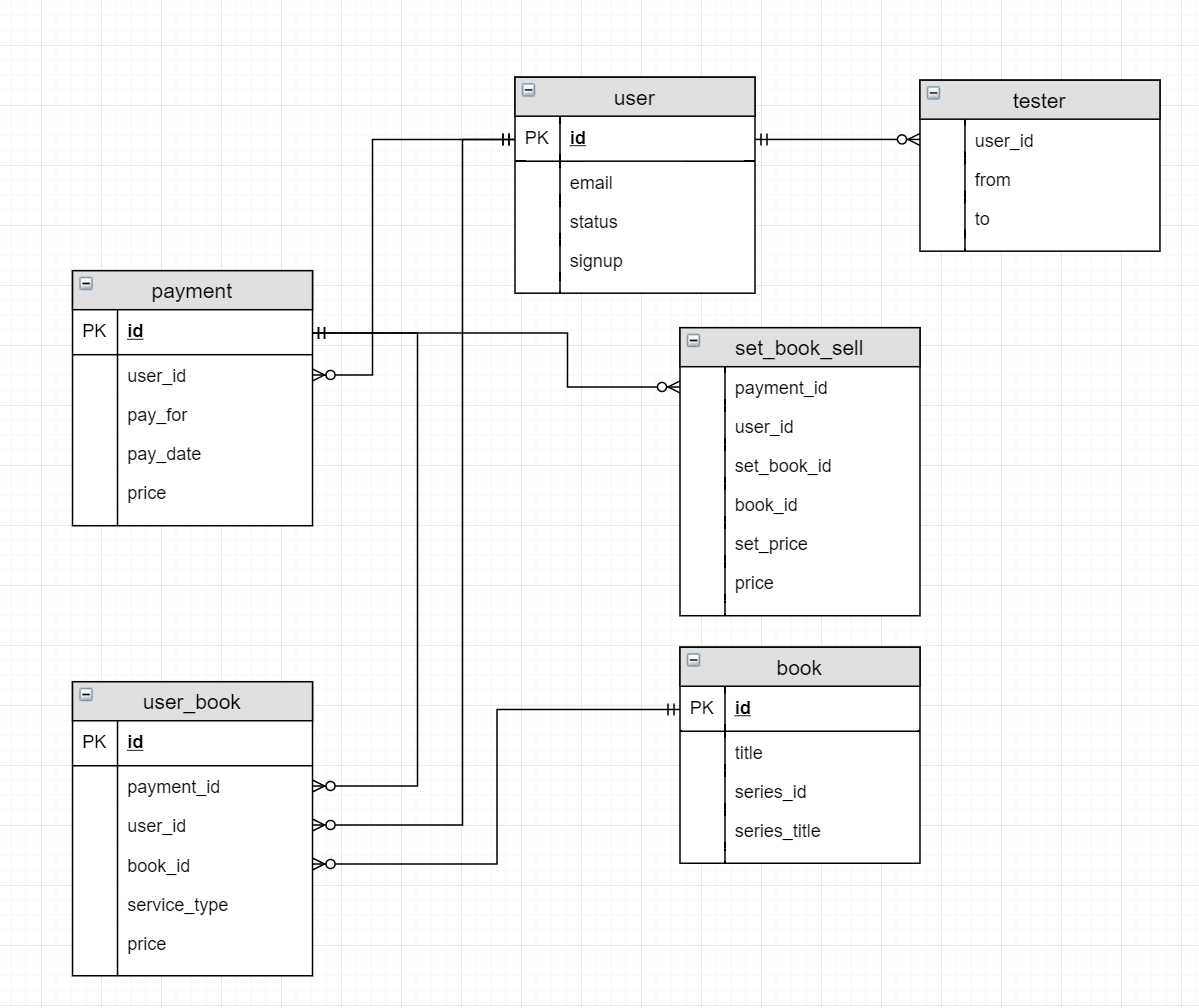 user
PK id
email
status
signup
tester
user_id
from
to
payment
PK id
user_id
pay_for
pay_date
price
set_book_sell
payment_id
user_id
set_book_id
book_id
set_price
price
user_book
PK id
payment_id
user_id
book_id
service_type
price
book
PK id
title
series_id
series_title